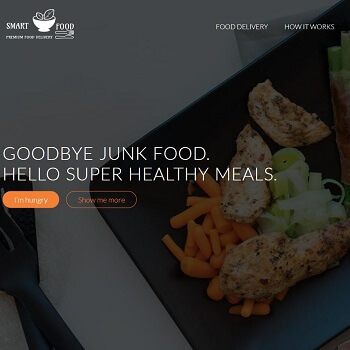 SMART FOOD
PREMIUM FOOD DELIVERY
FOOD DELIVERY
HOW IT WORKS
GOODBYE JUNK FOOD.
HELLO SUPER HEALTHY MEALS.
I'm hungry
Show me more